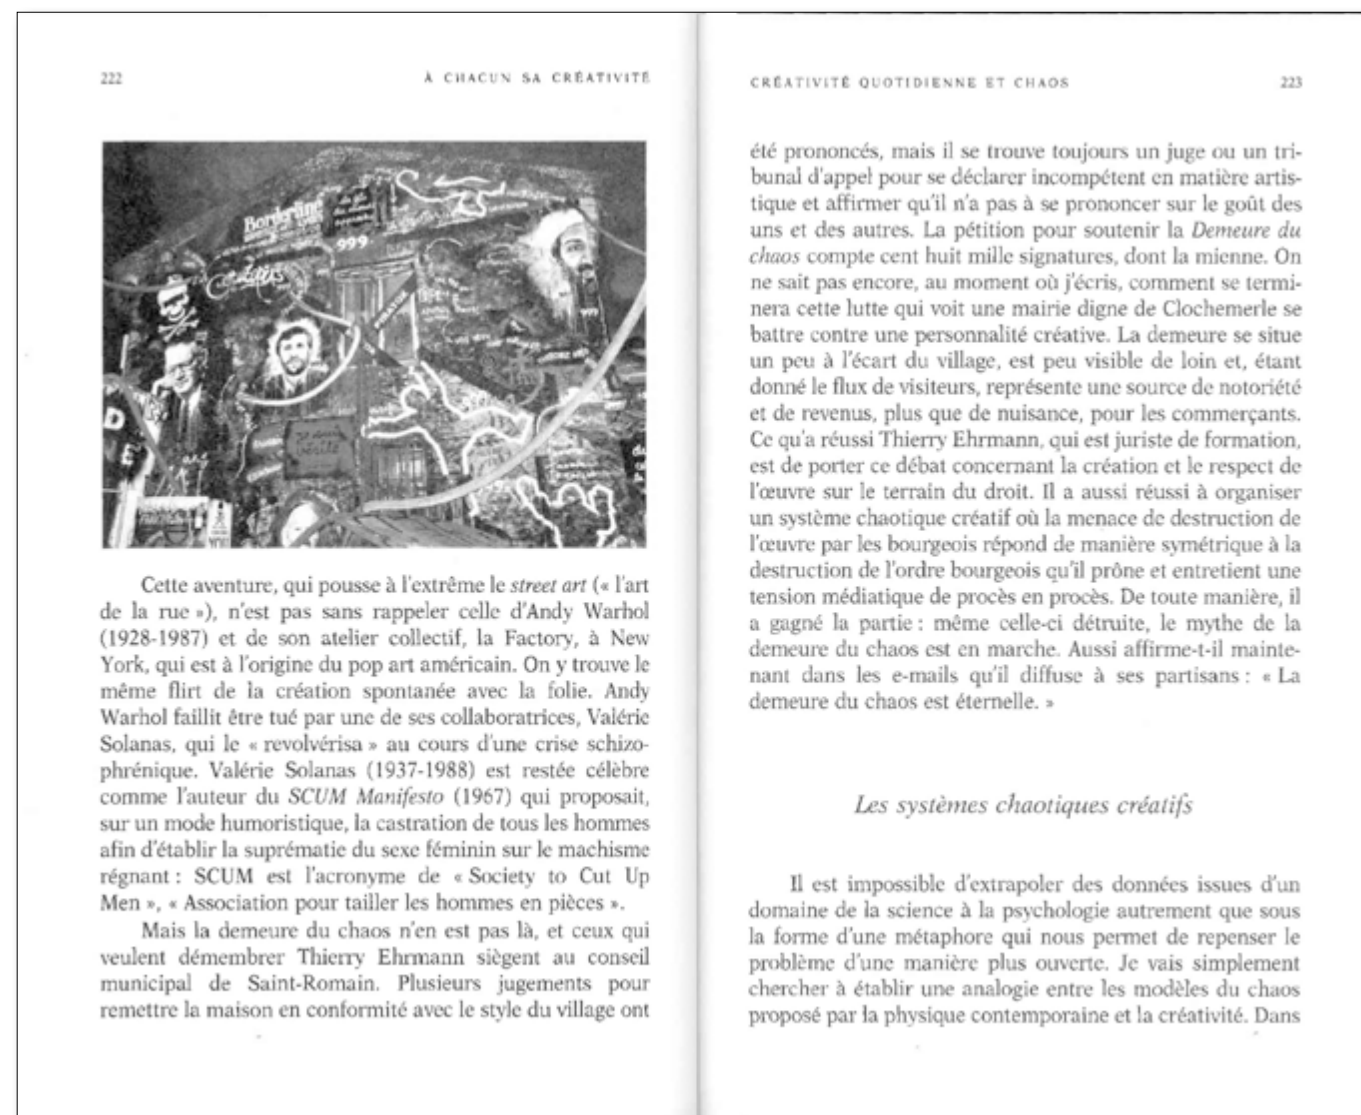 222
À CHACUN SA CRÉATIVITÉ
Borderline
999
vérité
D
E
YOU
Cette aventure, qui pousse à l'extrême le street art (« l'art
de la rue »), n'est pas sans rappeler celle d'Andy Warhol
(1928-1987) et de son atelier collectif, la Factory, à New
York, qui est à l'origine du pop art américain. On y trouve le
même flirt de la création spontanée avec la folie. Andy
Warhol faillit être tué par une de ses collaboratrices, Valérie
Solanas, qui le « revolvérisa » au cours d'une crise schizo-
phrénique. Valérie Solanas (1937-1988) est restée célèbre
comme l'auteur du SCUM Manifesto (1967) qui proposait,
sur un mode humoristique, la castration de tous les hommes
afin d'établir la suprématie du sexe féminin sur le machisme
régnant : SCUM est l'acronyme de « Society to Cut Up
Men », « Association pour tailler les hommes en pièces ».
Mais la demeure du chaos n'en est pas là, et ceux qui
veulent démembrer Thierry Ehrmann siègent au conseil
municipal de Saint-Romain. Plusieurs jugements pour
remettre la maison en conformité avec le style du village ont
CRÉATIVITÉ QUOTIDIENNE ET CHAOS
223
été prononcés, mais il se trouve toujours un juge ou un tri-
bunal d'appel pour se déclarer incompétent en matière artis-
tique et affirmer qu'il n'a pas à se prononcer sur le goût des
uns et des autres. La pétition pour soutenir la Demeure du
chaos compte cent huit mille signatures, dont la mienne. On
ne sait pas encore, au moment où j'écris, comment se termi-
nera cette lutte qui voit une mairie digne de Clochemerle se
battre contre une personnalité créative. La demeure se situe
un peu à l'écart du village, est peu visible de loin et, étant
donné le flux de visiteurs, représente une source de notoriété
et de revenus, plus que de nuisance, pour les commerçants.
Ce qu'a réussi Thierry Ehrmann, qui est juriste de formation,
est de porter ce débat concernant la création et le respect de
l'œuvre sur le terrain du droit. Il a aussi réussi à organiser
un système chaotique créatif où la menace de destruction de
l'œuvre par les bourgeois répond de manière symétrique à la
destruction de l'ordre bourgeois qu'il prône et entretient une
tension médiatique de procès en procès. De toute manière, il
a gagné la partie : même celle-ci détruite, le mythe de la
demeure du chaos est en marche. Aussi affirme-t-il mainte-
nant dans les e-mails qu'il diffuse à ses partisans : « La
demeure du chaos est éternelle. »
Les systèmes chaotiques créatifs
Il est impossible d'extrapoler des données issues d'un
domaine de la science à la psychologie autrement que sous
la forme d'une métaphore qui nous permet de repenser le
problème d'une manière plus ouverte. Je vais simplement
chercher à établir une analogie entre les modèles du chaos
proposé par la physique contemporaine et la créativité. Dans